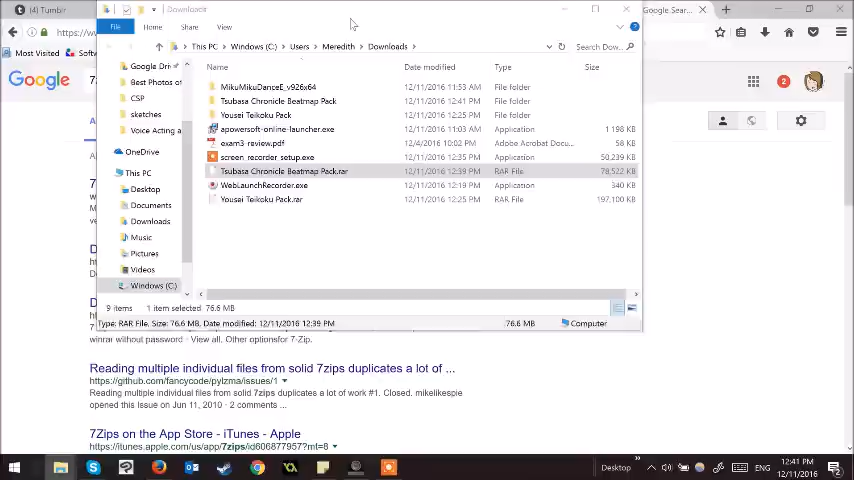 Downloads
Tumblr
Google Sear...
File Home Share View
https://ww
Search
This PC Windows (C:) Users Meredith Downloads
Search Dow...
Most Visited
Google Drive
Best Photos of
CSP
sketches
Voice Acting a
OneDrive
This PC
Desktop
Documents
Downloads
Music
Pictures
Videos
Windows (C:)
Name Date modified Type Size
MikuMikuDanceE_v926x64 12/11/2016 11:53 AM File folder
Tsubasa Chronicle Beatmap Pack 12/11/2016 12:41 PM File folder
Yousei Teikoku Pack 12/11/2016 12:25 PM File folder
apowersoft-online-launcher.exe 12/11/2016 11:03 AM Application 1 198 KB
exam3-review.pdf 12/4/2016 10:02 PM Adobe Acrobat Docu... 58 KB
screen_recorder_setup.exe 12/11/2016 12:35 PM Application 50,239 KB
Tsubasa Chronicle Beatmap Pack.rar 12/11/2016 12:39 PM RAR File 78,522 KB
WebLaunchRecorder.exe 12/11/2016 Application 340 KB
Yousei Teikoku Pack.rar 12/11/2016 12:25 PM RAR File 197,100 KB
9 items 1 item selected 76.6 MB
Type: RAR File, Size: 76.6 MB, Date modified: 12/11/2016 12:39 PM 76.6 MB Computer
Google
2
winrar without password · View all. Other optionsfor 7-Zip.
Reading multiple individual files from solid 7zips duplicates a lot of ...
https://github.com/fancycode/pylzma/issues/1
Reading multiple individual files from solid 7zips duplicates a lot of work #1. Closed. mikelikespie
opened this Issue on Jun 11, 2010 · 2 comments ...
7Zips on the App Store - iTunes - Apple
https://itunes.apple.com/us/app/7zips/id606877957?mt=8
Desktop
ENG
12:41 PM
12/11/2016